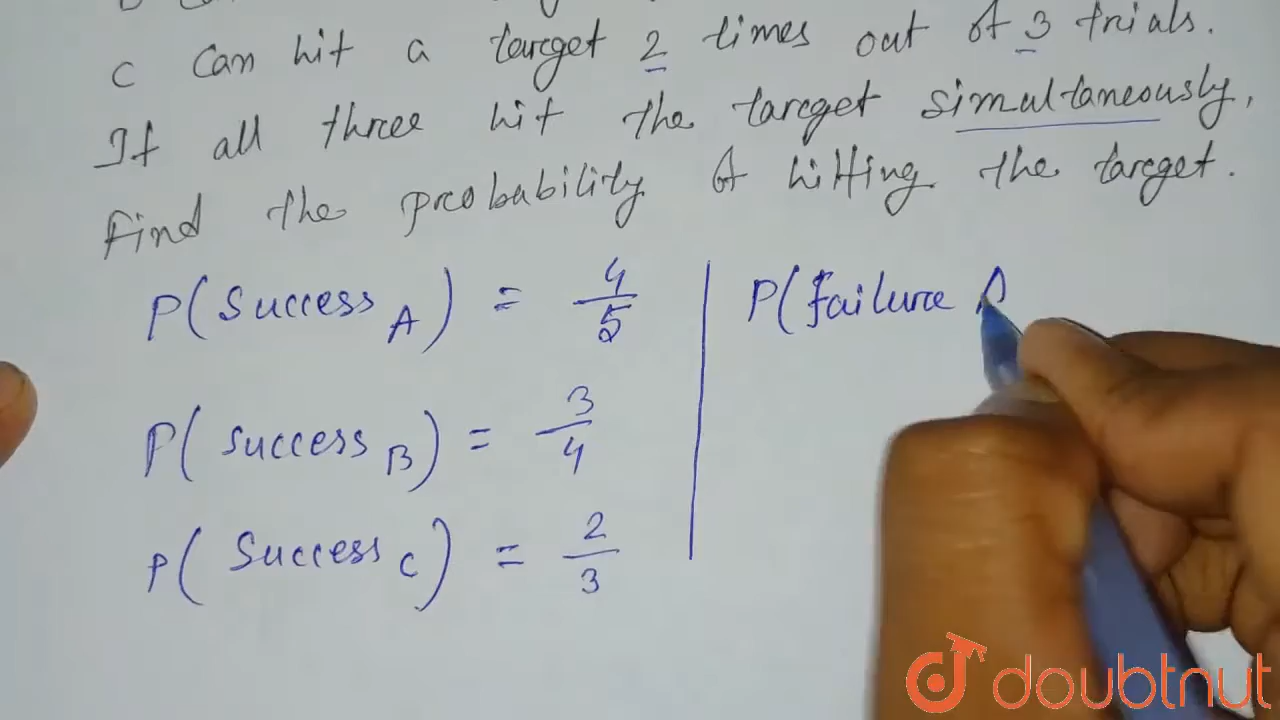 C can hit a target 2 times out of 3 trials.
If all three hit the target simultaneously,
find the probability of hitting the target.
P(Success A) = 4/5
P(failure A
P(success B) = 3/4
P(Success C) = 2/3
doubtnut